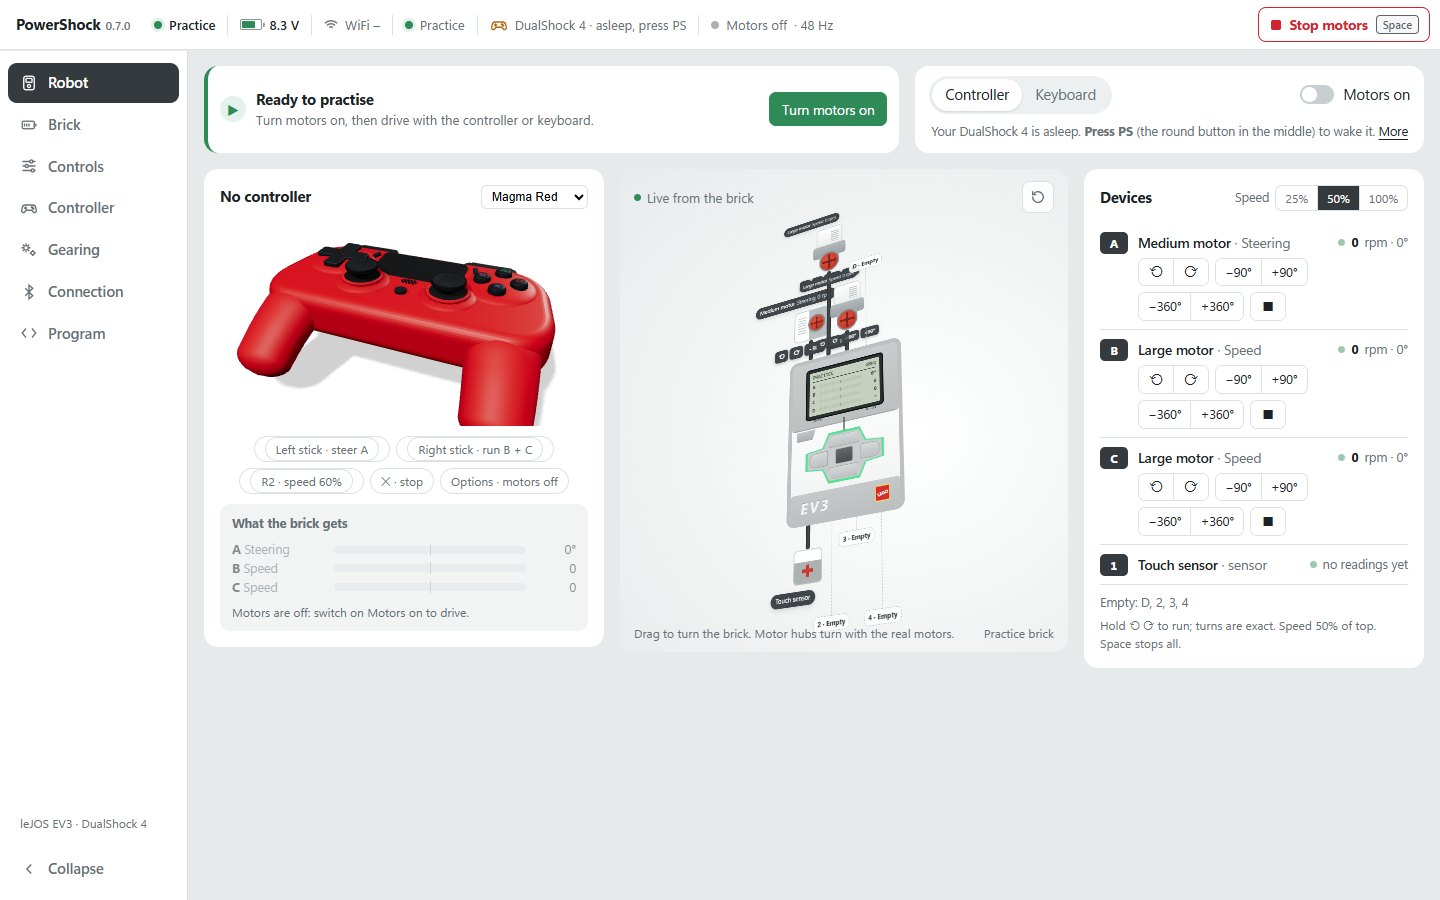 PowerShock 0.7.0
Practice
8.3 V
WiFi –
Practice
DualShock 4 · asleep, press PS
Motors off · 48 Hz
Stop motors Space
Robot
Brick
Controls
Controller
Gearing
Connection
Program
leJOS EV3 · DualShock 4
Collapse
Ready to practise
Turn motors on, then drive with the controller or keyboard.
Turn motors on
Controller Keyboard
Motors on
Your DualShock 4 is asleep. Press PS (the round button in the middle) to wake it. More
No controller
Magma Red
Left stick · steer A
Right stick · run B + C
R2 · speed 60%
· stop
Options · motors off
What the brick gets
A Steering 0°
B Speed 0
C Speed 0
Motors are off: switch on Motors on to drive.
Live from the brick
D · Empty
PRACTICE
EV3
LEGO
3 · Empty
Touch sensor
2 · Empty
4 · Empty
Drag to turn the brick. Motor hubs turn with the real motors.
Practice brick
Devices
Speed 25% 50% 100%
A Medium motor · Steering 0 rpm · 0°
−90° +90°
−360° +360°
B Large motor · Speed 0 rpm · 0°
−90° +90°
−360° +360°
C Large motor · Speed 0 rpm · 0°
−90° +90°
−360° +360°
1 Touch sensor · sensor no readings yet
Empty: D, 2, 3, 4
Hold to run; turns are exact. Speed 50% of top.
Space stops all.